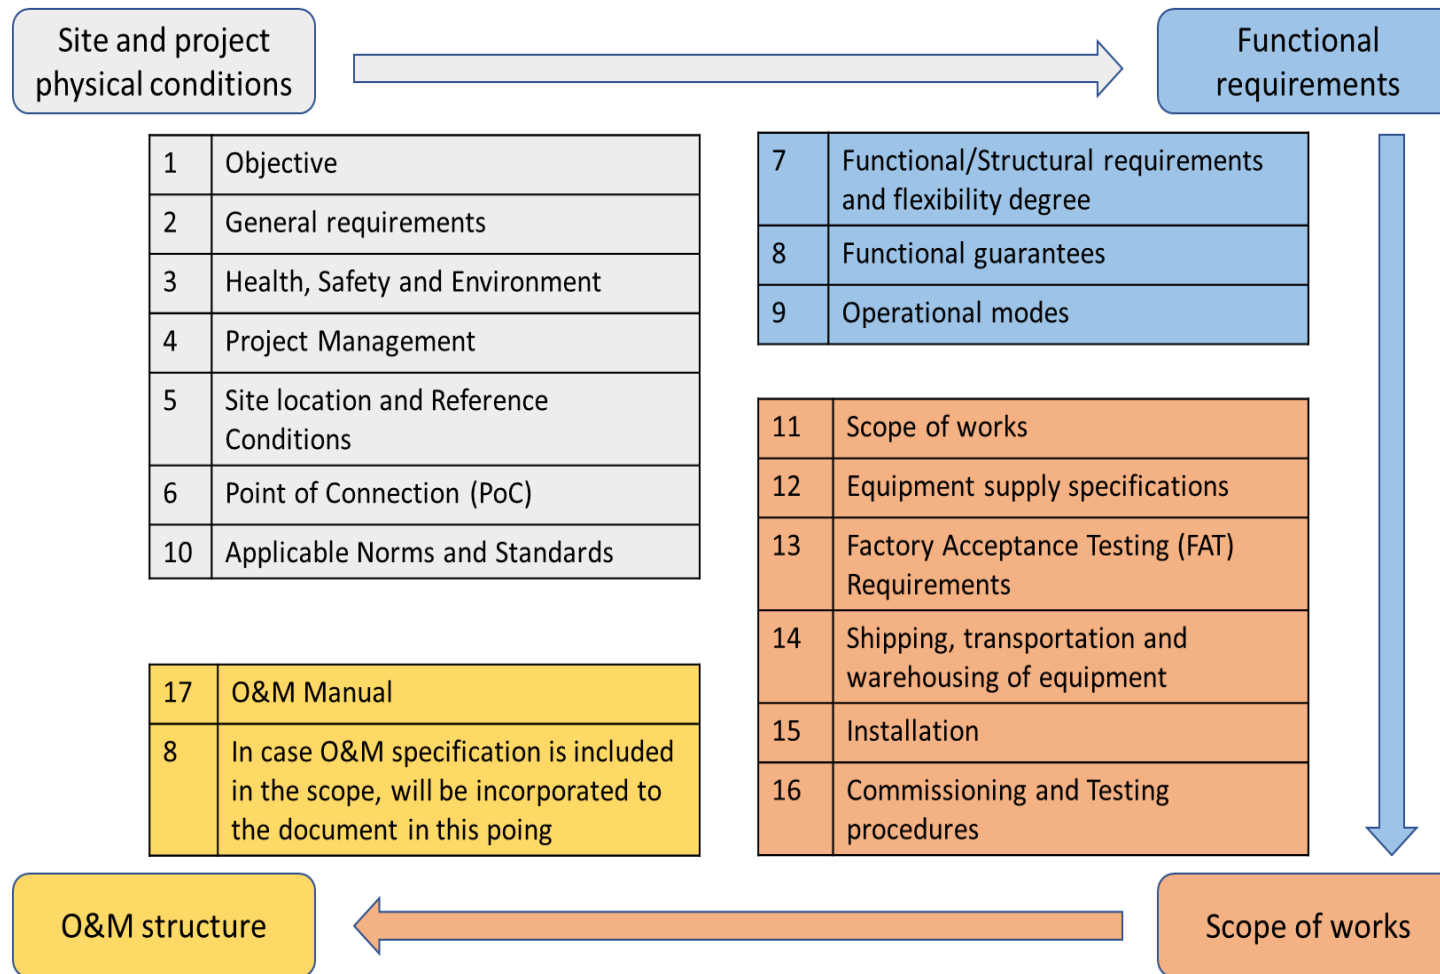 Site and project
physical conditions
Functional
requirements
1 Objective
2 General requirements
3 Health, Safety and Environment
4 Project Management
5 Site location and Reference
Conditions
6 Point of Connection (PoC)
10 Applicable Norms and Standards
7 Functional/Structural requirements
and flexibility degree
8 Functional guarantees
9 Operational modes
11 Scope of works
12 Equipment supply specifications
13 Factory Acceptance Testing (FAT)
Requirements
14 Shipping, transportation and
warehousing of equipment
15 Installation
16 Commissioning and Testing
procedures
17 O&M Manual
8 In case O&M specification is included
in the scope, will be incorporated to
the document in this poing
O&M structure
Scope of works